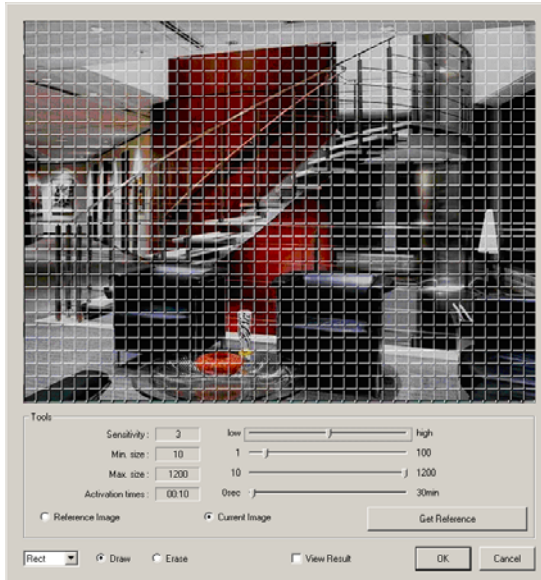 Tools
Sensitivity : 3 low high
Min. size : 10 1 100
Max. size : 1200 10 1200
Activation times : 00:10 0sec 30min
Reference Image Current Image Get Reference
Rect Draw Erase View Result OK Cancel